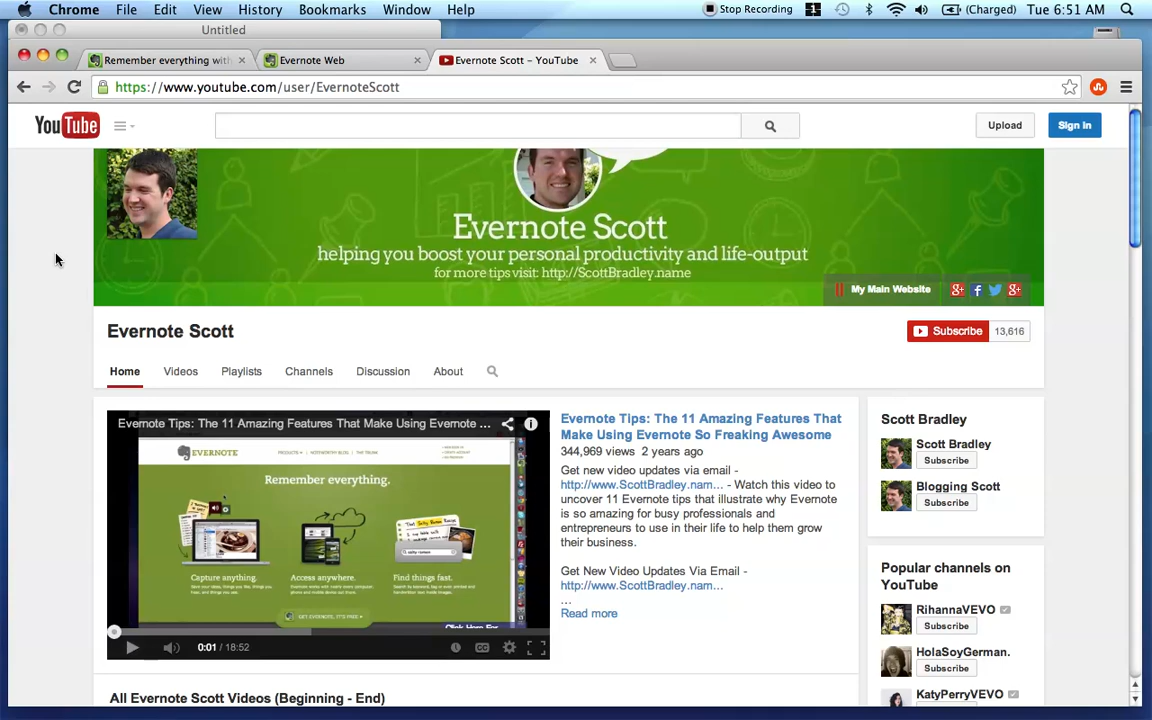 Chrome File Edit View History Bookmarks Window Help Stop Recording 1 (Charged) Tue 6:51 AM
Untitled
Remember everything with Evernote Web Evernote Scott – YouTube
https://www.youtube.com/user/EvernoteScott
YouTube Upload Sign in
Evernote Scott
helping you boost your personal productivity and life-output
for more tips visit: http://ScottBradley.name
My Main Website
Evernote Scott
Subscribe 13,616
Home Videos Playlists Channels Discussion About
Evernote Tips: The 11 Amazing Features That Make Using Evernote ...
EVERNOTE
Remember everything.
Capture anything. Access anywhere. Find things fast.
GET EVERNOTE, IT'S FREE
Click Here For
0:01 / 18:52
Evernote Tips: The 11 Amazing Features That
Make Using Evernote So Freaking Awesome
344,969 views 2 years ago
Get new video updates via email -
http://www.ScottBradley.nam... - Watch this video to
uncover 11 Evernote tips that illustrate why Evernote
is so amazing for busy professionals and
entrepreneurs to use in their life to help them grow
their business.
Get New Video Updates Via Email -
http://www.ScottBradley.nam...
...
Read more
Scott Bradley
Scott Bradley
Subscribe
Blogging Scott
Subscribe
Popular channels on
YouTube
RihannaVEVO
Subscribe
HolaSoyGerman.
Subscribe
KatyPerryVEVO
All Evernote Scott Videos (Beginning - End)